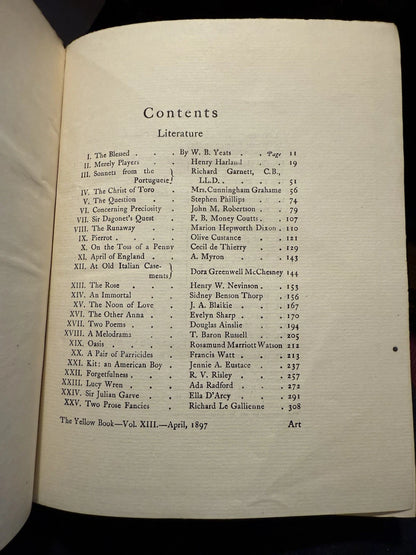 Contents
Literature
I. The Blessed . . . By W. B. Yeats . . Page 11
II. Merely Players . . Henry Harland . . 19
III. Sonnets from the Portuguese } Richard Garnett, C.B., LL.D. . . . 51
IV. The Christ of Toro . Mrs. Cunningham Grahame 56
V. The Question . . Stephen Phillips . . 74
VI. Concerning Preciosity . John M. Robertson . 79
VII. Sir Dagonet's Quest . F. B. Money Coutts . . 107
VIII. The Runaway . . Marion Hepworth Dixon . 110
IX. Pierrot . . . Olive Custance . . 121
X. On the Toss of a Penny Cecil de Thierry . . 129
XI. April of England . . A. Myron . . 143
XII. At Old Italian Casements } Dora Greenwell McChesney 144
XIII. The Rose . . . Henry W. Nevinson . . 153
XIV. An Immortal . . Sidney Benson Thorp . 156
XV. The Noon of Love . J. A. Blaikie . . 167
XVI. The Other Anna . . Evelyn Sharp . . 170
XVII. Two Poems . . . Douglas Ainslie . . 194
XVIII. A Melodrama . . T. Baron Russell . . 205
XIX. Oasis . . . Rosamund Marriott Watson 212
XX. A Pair of Parricides . Francis Watt . . 213
XXI. Kit: an American Boy . Jennie A. Eustace . . 237
XXII. Forgetfulness . . R. V. Risley . . 257
XXIII. Lucy Wren . . . Ada Radford . . 272
XXIV. Sir Julian Garve . . Ella D'Arcy . . 291
XXV. Two Prose Fancies . Richard Le Gallienne . 308
The Yellow Book—Vol. XIII.—April, 1897 Art